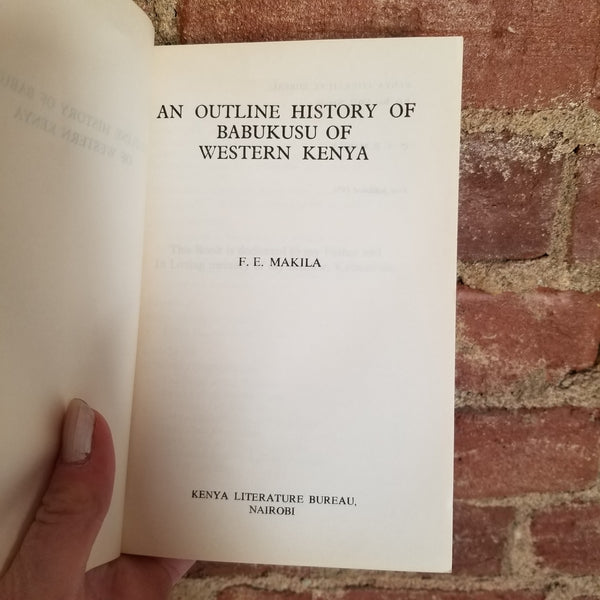 AN OUTLINE HISTORY OF
BABUKUSU OF
WESTERN KENYA
F. E. MAKILA
KENYA LITERATURE BUREAU,
NAIROBI